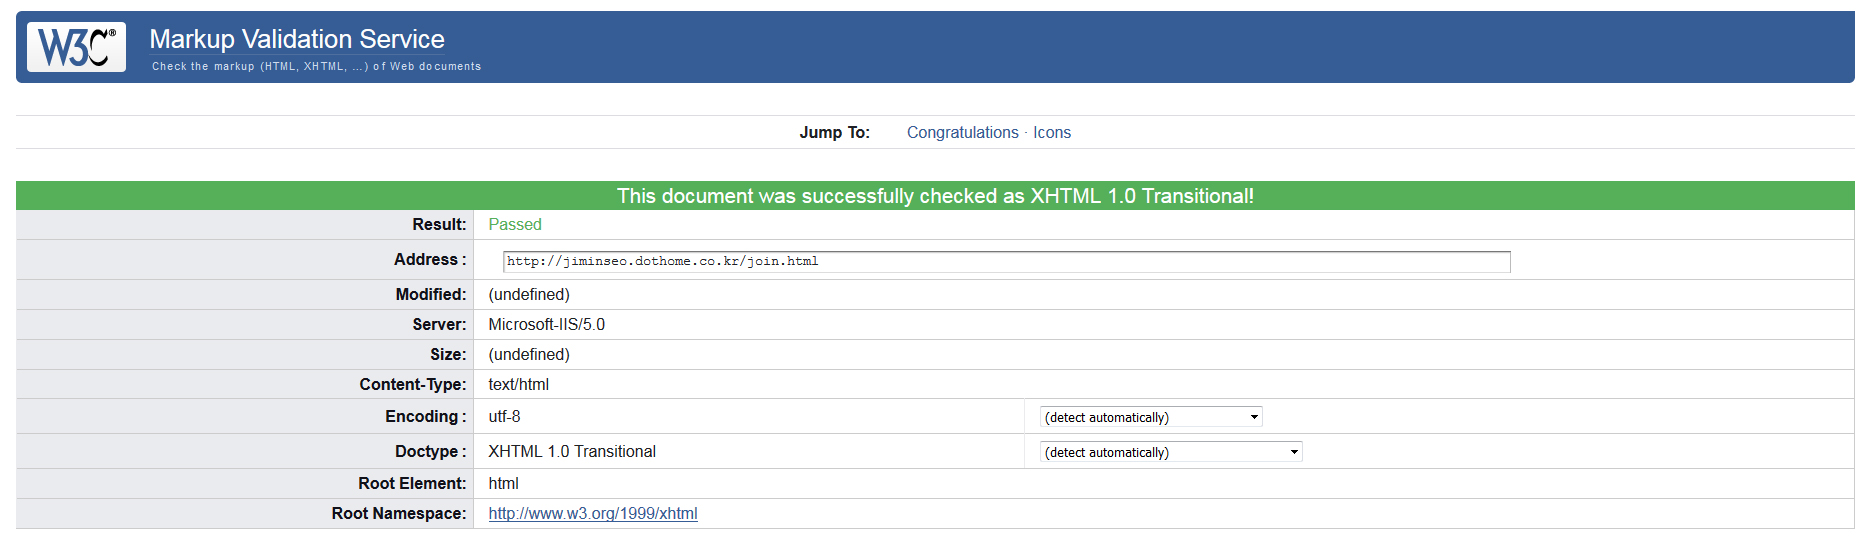 W3C®
Markup Validation Service
Check the markup (HTML, XHTML, ...) of Web documents
Jump To: Congratulations · Icons
This document was successfully checked as XHTML 1.0 Transitional!
Result: Passed
Address : http://jiminseo.dothome.co.kr/join.html
Modified: (undefined)
Server: Microsoft-IIS/5.0
Size: (undefined)
Content-Type: text/html
Encoding : utf-8 (detect automatically)
Doctype : XHTML 1.0 Transitional (detect automatically)
Root Element: html
Root Namespace: http://www.w3.org/1999/xhtml